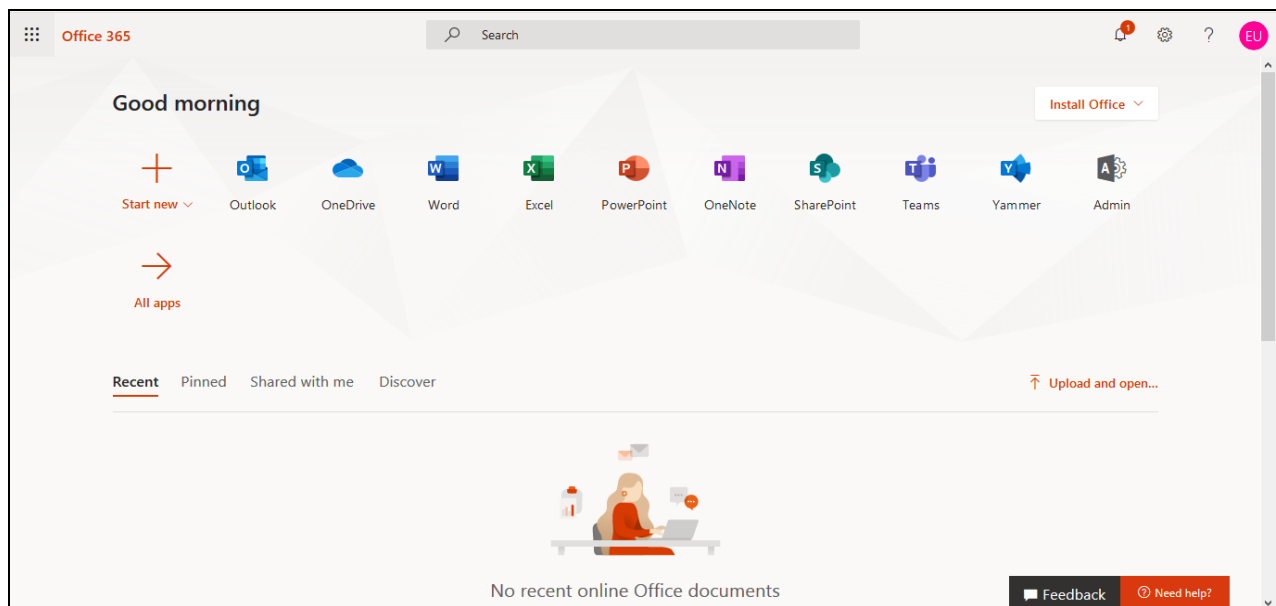 Office 365
Search
1
EU
Good morning
Install Office
Start new
Outlook
OneDrive
Word
Excel
PowerPoint
OneNote
SharePoint
Teams
Yammer
Admin
All apps
Recent
Pinned
Shared with me
Discover
Upload and open...
No recent online Office documents
Feedback
Need help?